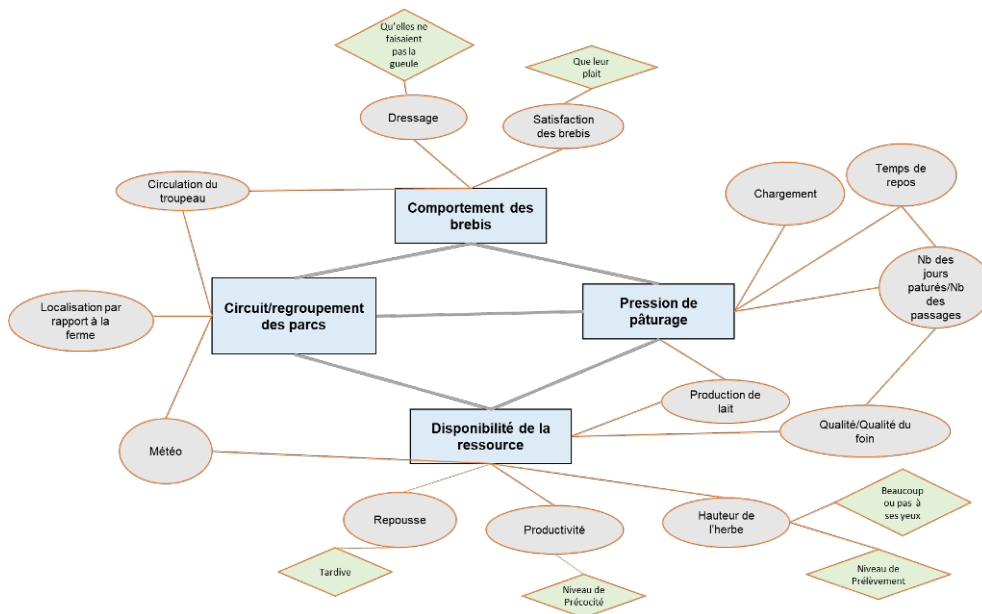 Qu'elles ne
faisaient
pas la
gueule
Que leur
plait
Dressage
Satisfaction
des brebis
Circulation du
troupeau
Comportement des
brebis
Chargement
Temps de
repos
Nb des
jours
paturés/Nb
des
passages
Localisation par
rapport à la
ferme
Circuit/regroupement
des parcs
Pression de
pâturage
Production de
lait
Disponibilité de la
ressource
Qualité/Qualité du
foin
Météo
Beaucoup
ou pas à
ses yeux
Repousse
Productivité
Hauteur de
l'herbe
Tardive
Niveau de
Précocité
Niveau de
Prélèvement